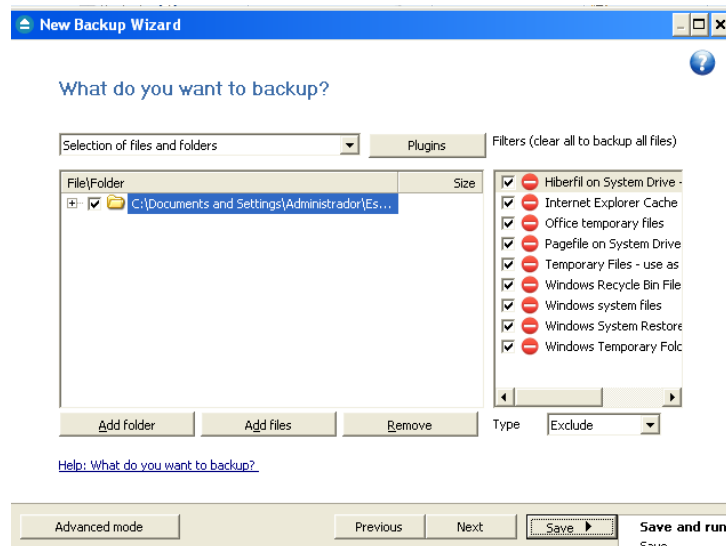 New Backup Wizard
What do you want to backup?
Selection of files and folders
Plugins
Filters (clear all to backup all files)
File\Folder Size
C:\Documents and Settings\Administrador\Es...
Hiberfil on System Drive -
Internet Explorer Cache
Office temporary files
Pagefile on System Drive
Temporary Files - use as
Windows Recycle Bin File
Windows system files
Windows System Restore
Windows Temporary Fold
Add folder
Add files
Remove
Type
Exclude
Help: What do you want to backup?
Advanced mode
Previous
Next
Save
Save and run
Save